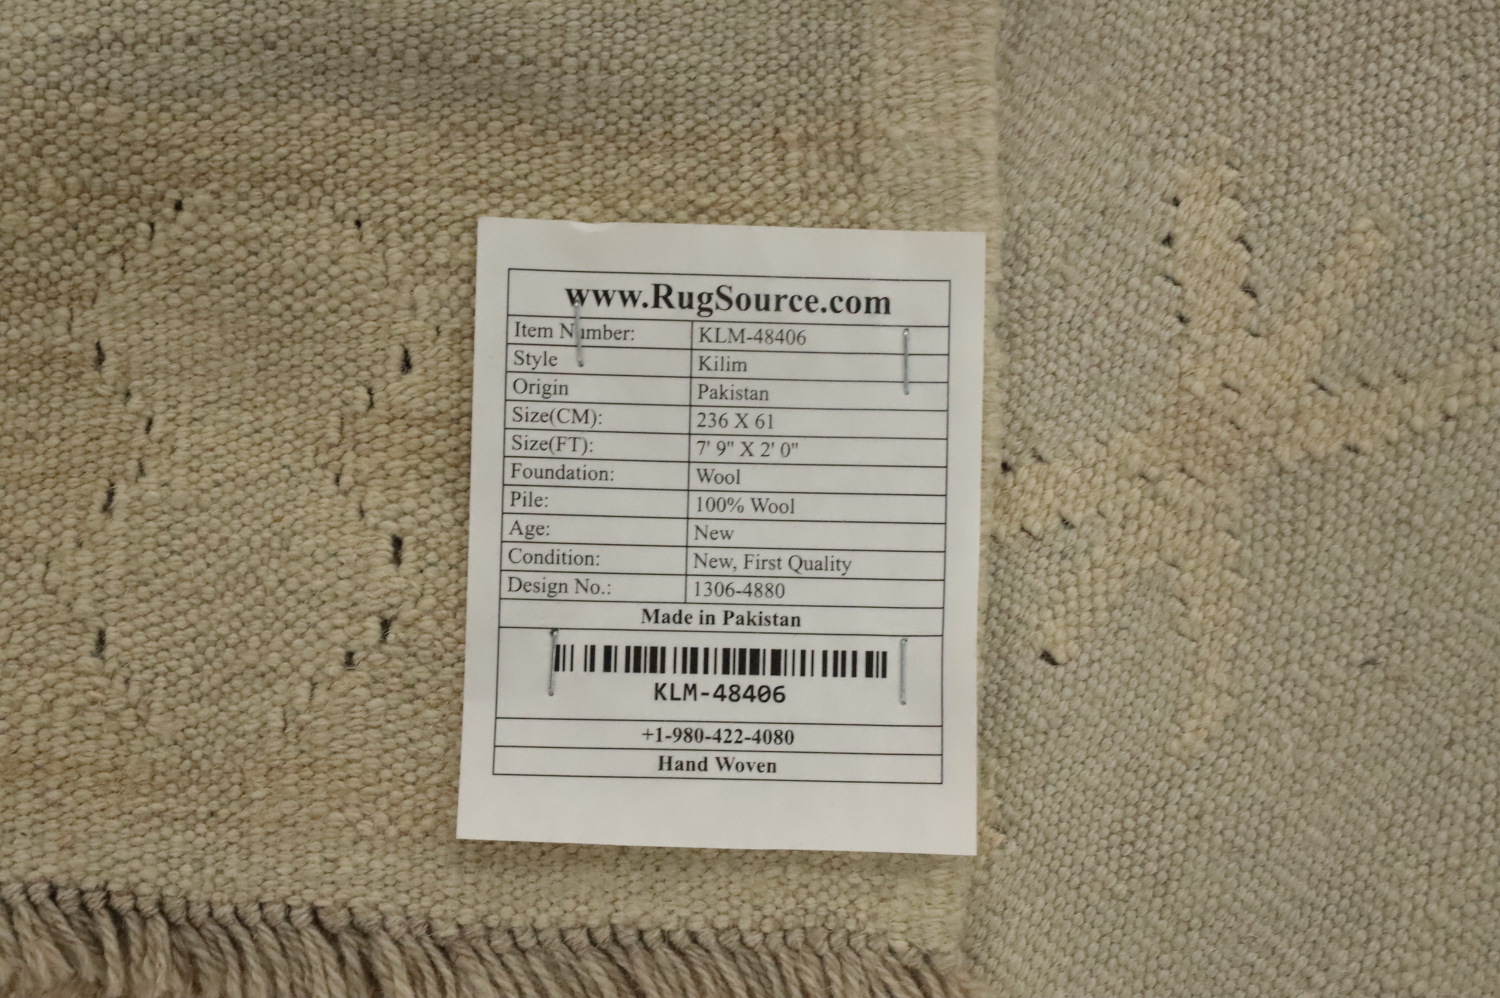 www.RugSource.com
Item Number: KLM-48406
Style Kilim
Origin Pakistan
Size(CM): 236 X 61
Size(FT): 7' 9" X 2' 0"
Foundation: Wool
Pile: 100% Wool
Age: New
Condition: New, First Quality
Design No.: 1306-4880
Made in Pakistan
KLM-48406
+1-980-422-4080
Hand Woven